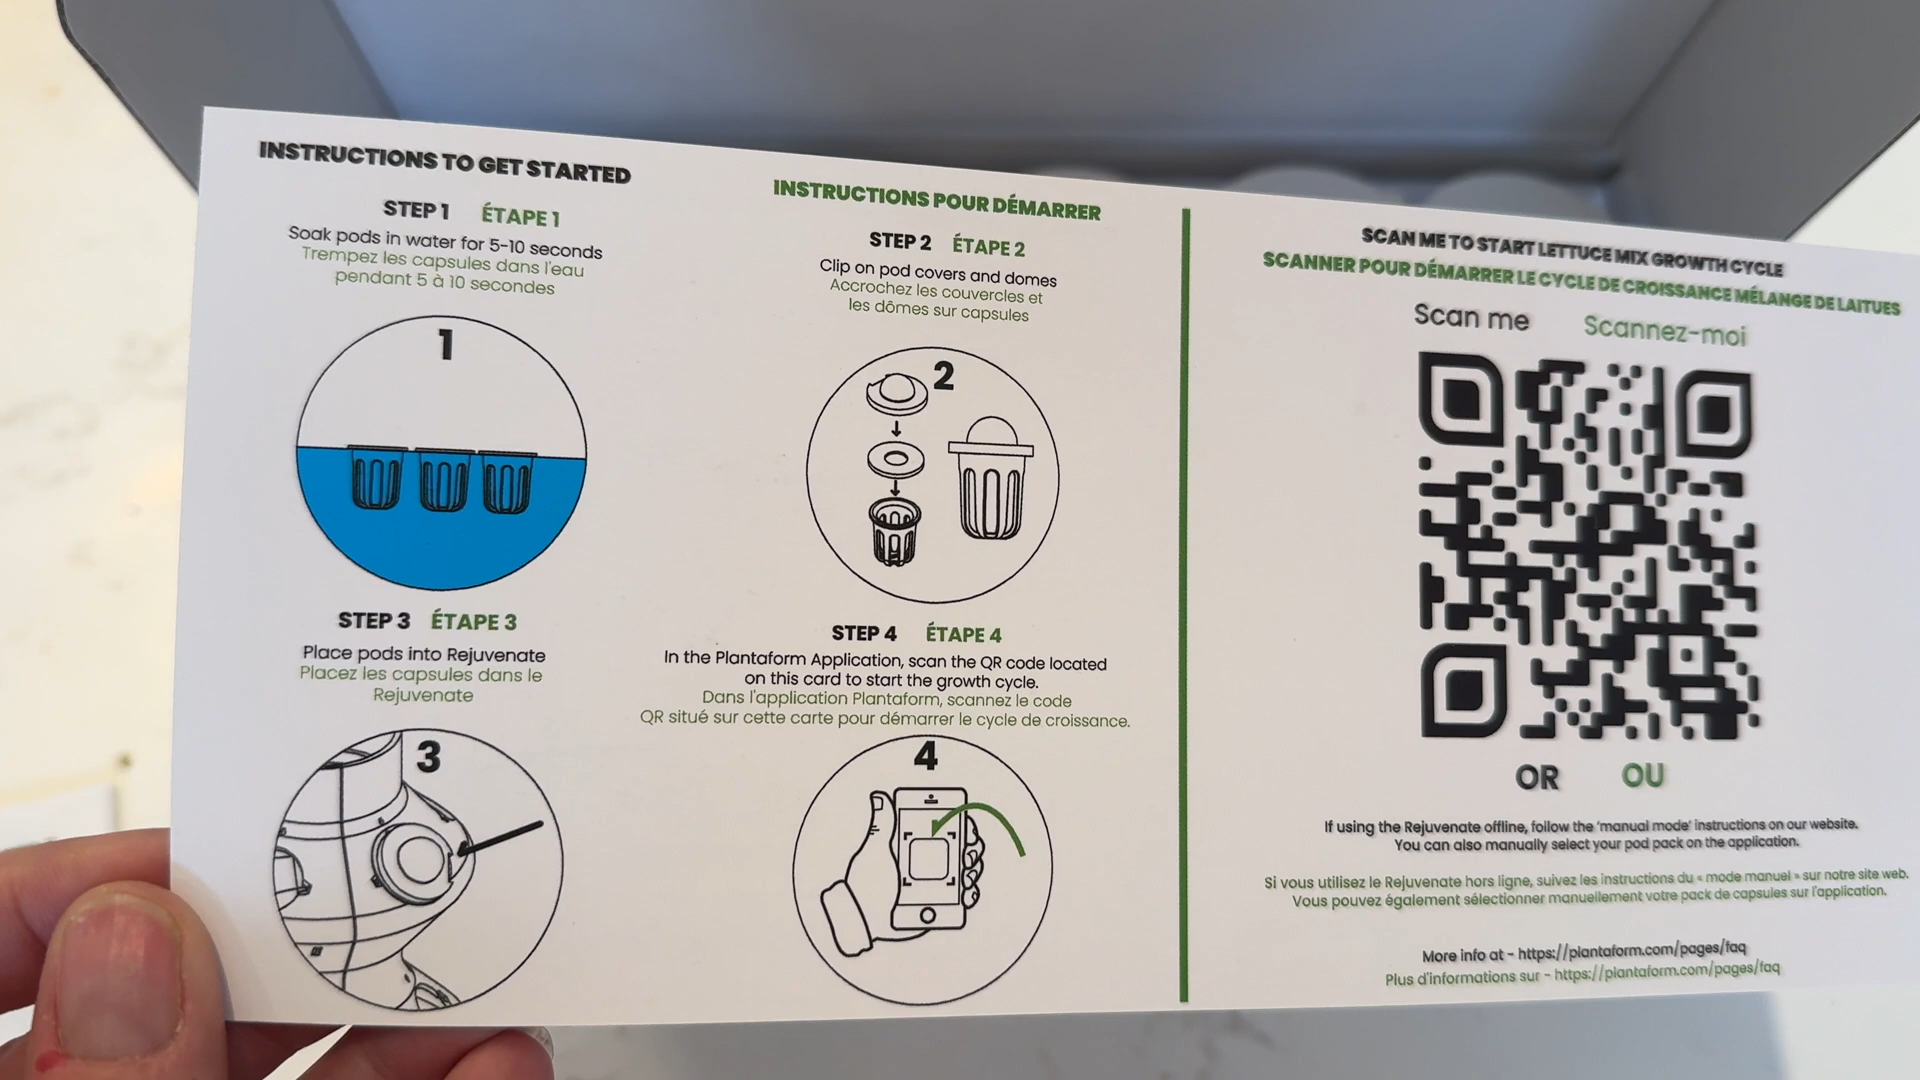 INSTRUCTIONS TO GET STARTED
INSTRUCTIONS POUR DÉMARRER
STEP 1 ÉTAPE 1
Soak pods in water for 5-10 seconds
Trempez les capsules dans l'eau
pendant 5 à 10 secondes
1
STEP 2 ÉTAPE 2
Clip on pod covers and domes
Accrochez les couvercles et
les dômes sur capsules
2
STEP 3 ÉTAPE 3
Place pods into Rejuvenate
Placez les capsules dans le
Rejuvenate
3
STEP 4 ÉTAPE 4
In the Plantaform Application, scan the QR code located
on this card to start the growth cycle.
Dans l'application Plantaform, scannez le code
QR situé sur cette carte pour démarrer le cycle de croissance.
4
SCAN ME TO START LETTUCE MIX GROWTH CYCLE
SCANNER POUR DÉMARRER LE CYCLE DE CROISSANCE MÉLANGE DE LAITUES
Scan me Scannez-moi
OR OU
If using the Rejuvenate offline, follow the 'manual mode' instructions on our website.
You can also manually select your pod pack on the application.
Si vous utilisez le Rejuvenate hors ligne, suivez les instructions du « mode manuel » sur notre site web.
Vous pouvez également sélectionner manuellement votre pack de capsules sur l'application.
More info at - https://plantaform.com/pages/faq
Plus d'informations sur - https://plantaform.com/pages/faq